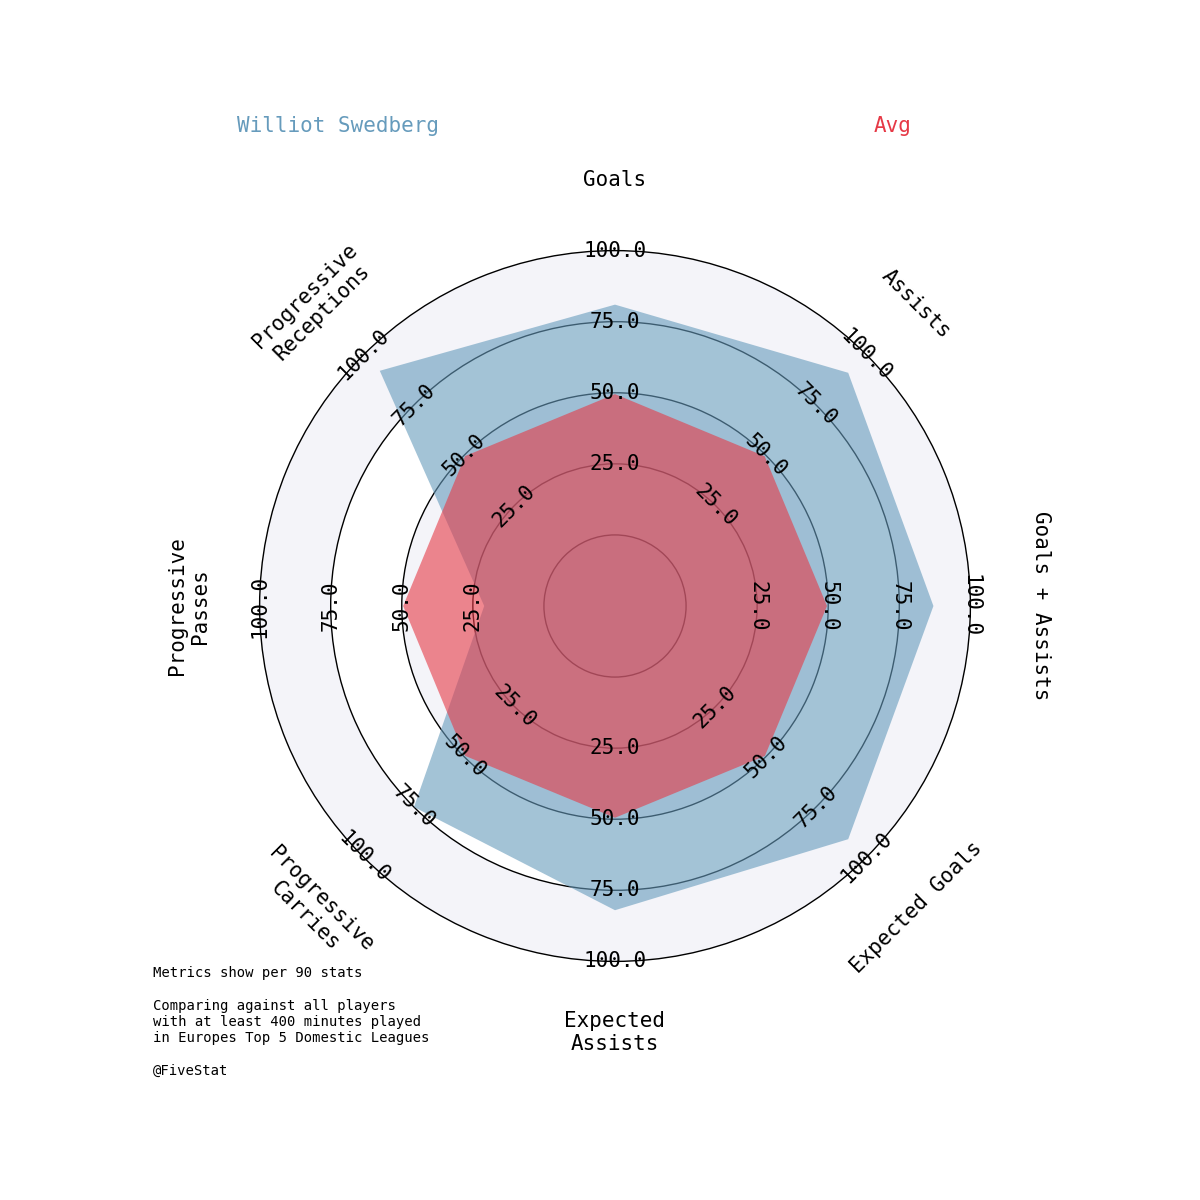 Williot Swedberg
Avg
Goals
Assists
Goals + Assists
Expected Goals
Expected
Assists
Progressive
Carries
Progressive
Passes
Progressive
Receptions
25.0
50.0
75.0
100.0
25.0
50.0
75.0
100.0
25.0
50.0
75.0
100.0
25.0
50.0
75.0
100.0
25.0
50.0
75.0
100.0
25.0
50.0
75.0
100.0
25.0
50.0
75.0
100.0
25.0
50.0
75.0
100.0
Metrics show per 90 stats
Comparing against all players
with at least 400 minutes played
in Europes Top 5 Domestic Leagues
@FiveStat